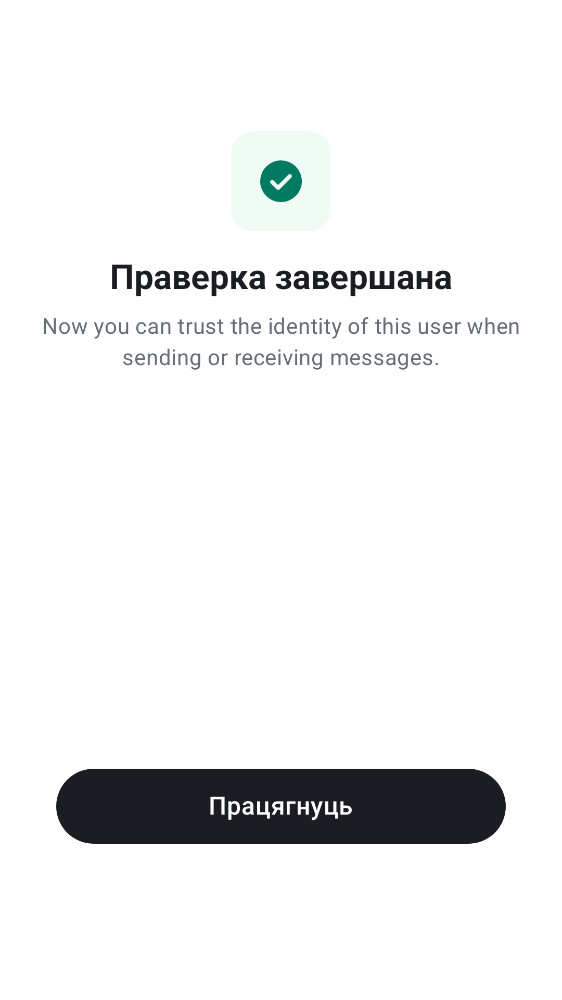 Праверка завершана
Now you can trust the identity of this user when
sending or receiving messages.
Працягнуць